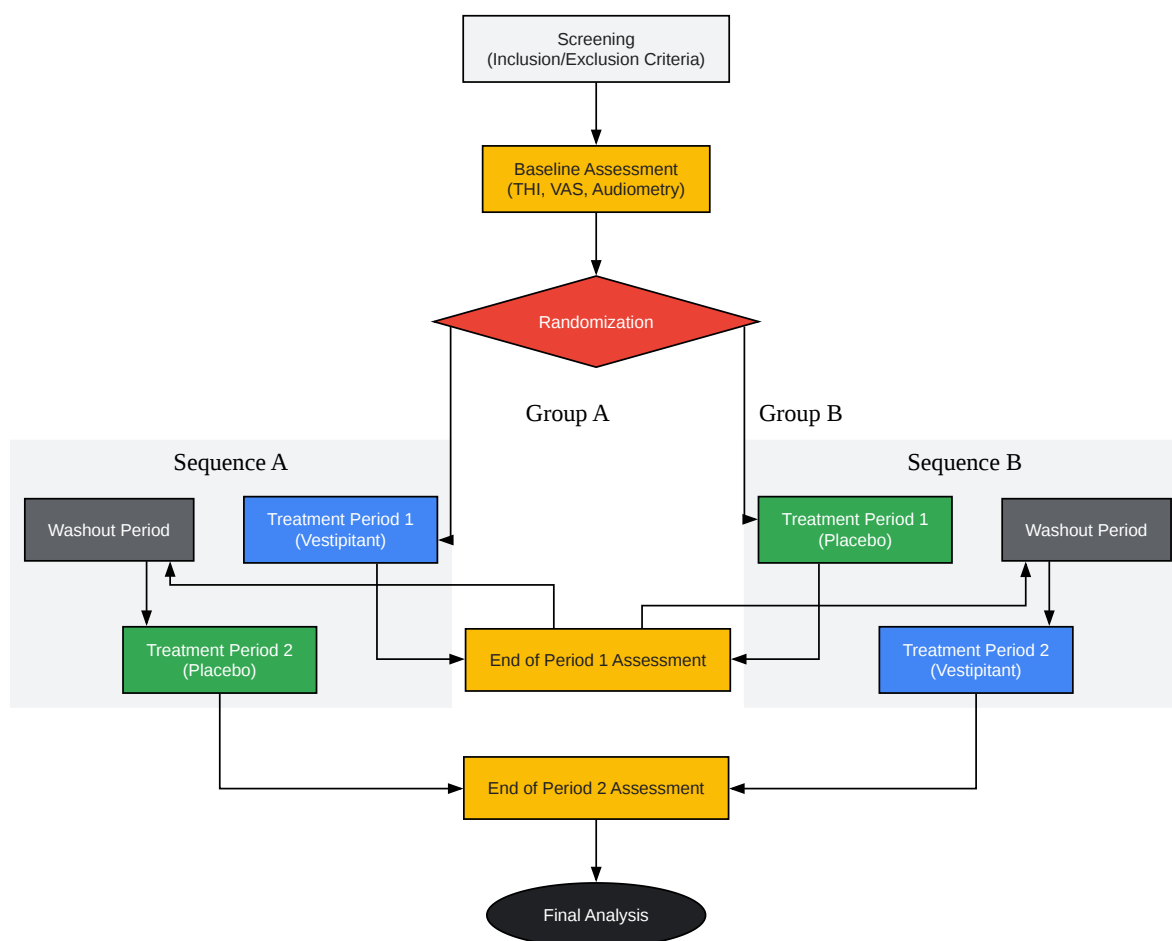 Screening
(Inclusion/Exclusion Criteria)
Baseline Assessment
(THI, VAS, Audiometry)
Randomization
Group A
Group B
Sequence A
Sequence B
Washout Period
Treatment Period 1
(Vestipitant)
Treatment Period 1
(Placebo)
Washout Period
Treatment Period 2
(Placebo)
End of Period 1 Assessment
Treatment Period 2
(Vestipitant)
End of Period 2 Assessment
Final Analysis